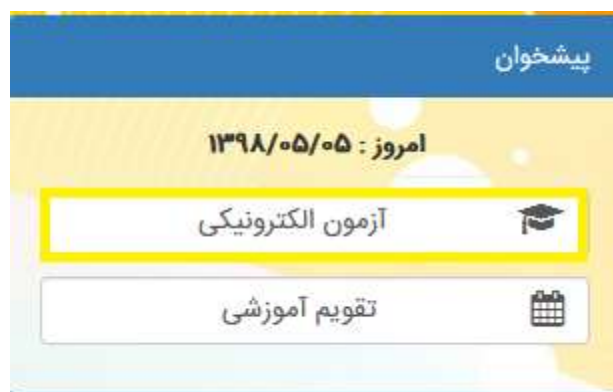 پیشخوان
امروز : ۱۳۹۸/۰۵/۰۵
آزمون الکترونیکی
تقویم آموزشی